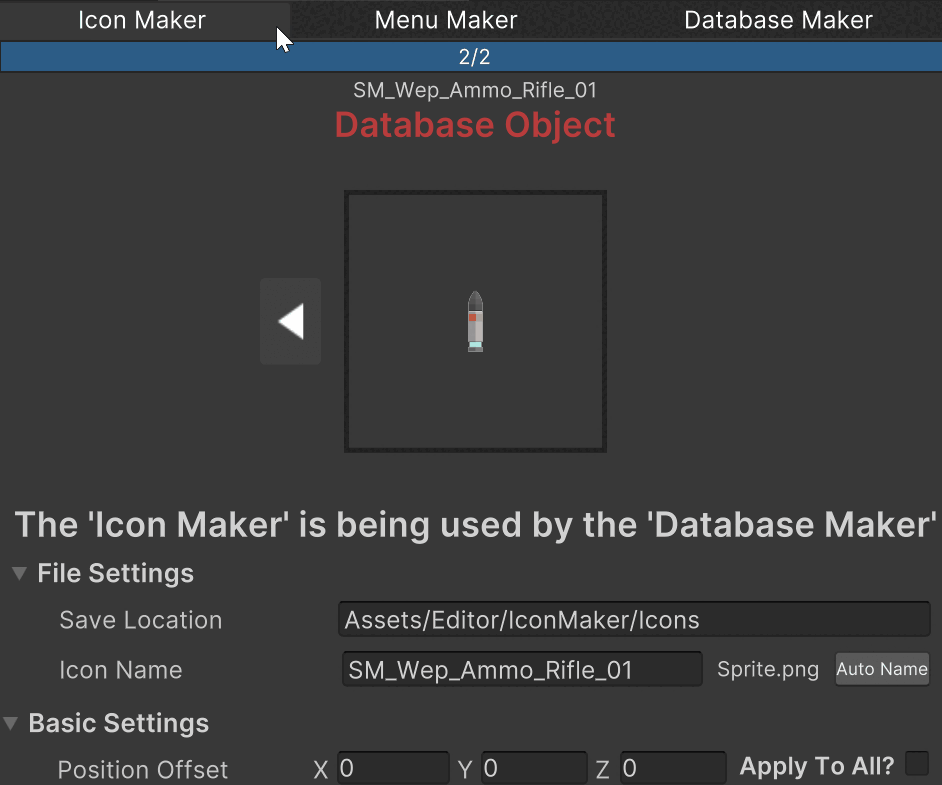 Icon Maker Menu Maker Database Maker
2/2
SM_Wep_Ammo_Rifle_01
Database Object
The 'Icon Maker' is being used by the 'Database Maker'
File Settings
Save Location Assets/Editor/IconMaker/Icons
Icon Name SM_Wep_Ammo_Rifle_01 Sprite.png Auto Name
Basic Settings
Position Offset X 0 Y 0 Z 0 Apply To All?